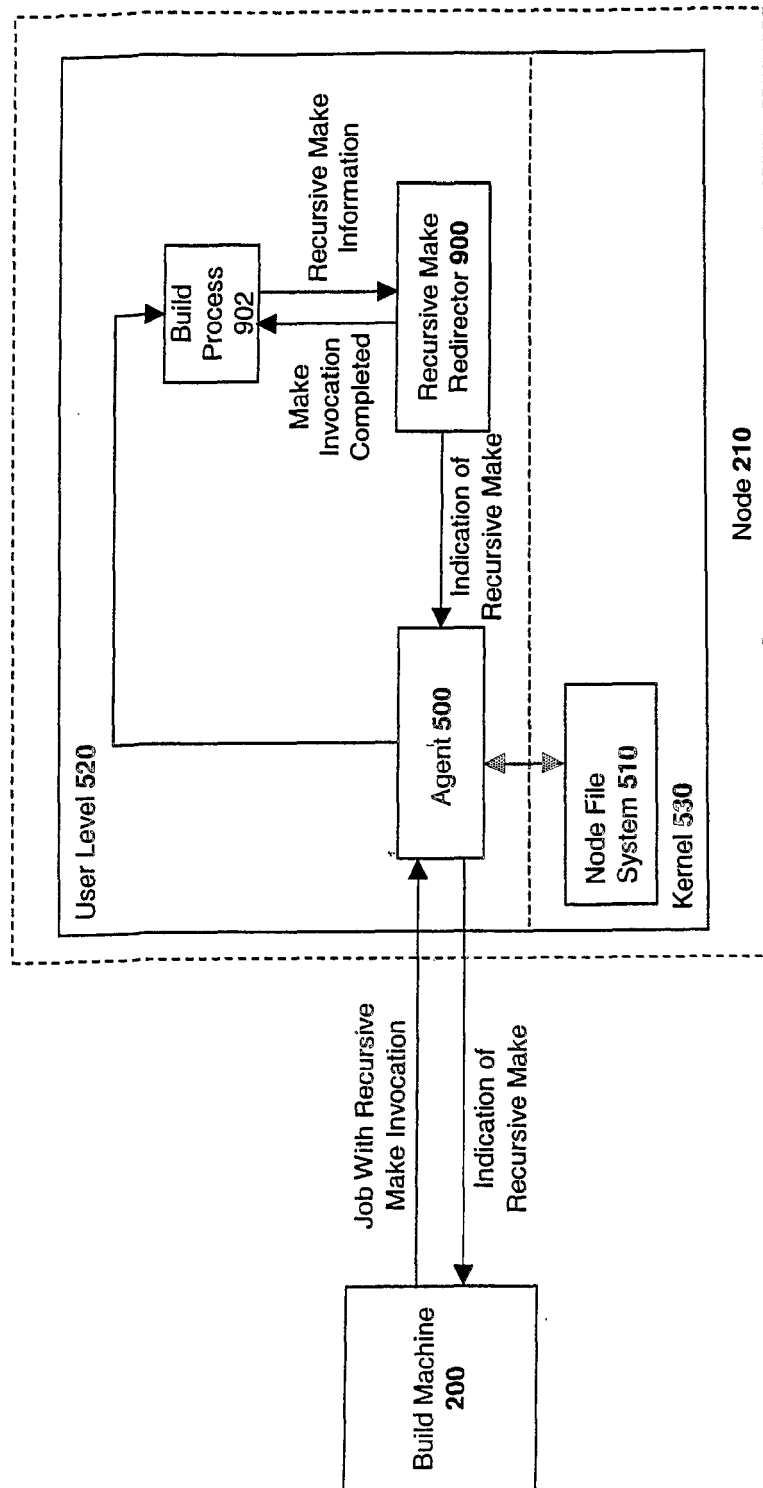 User Level 520
Build
Process
902
Recursive Make
Information
Make
Invocation
Completed
Recursive Make
Redirector 900
Indication of
Recursive Make
Agent 500
Node File
System 510
Kernel 530
Node 210
Job With Recursive
Make Invocation
Indication of
Recursive Make
Build Machine
200